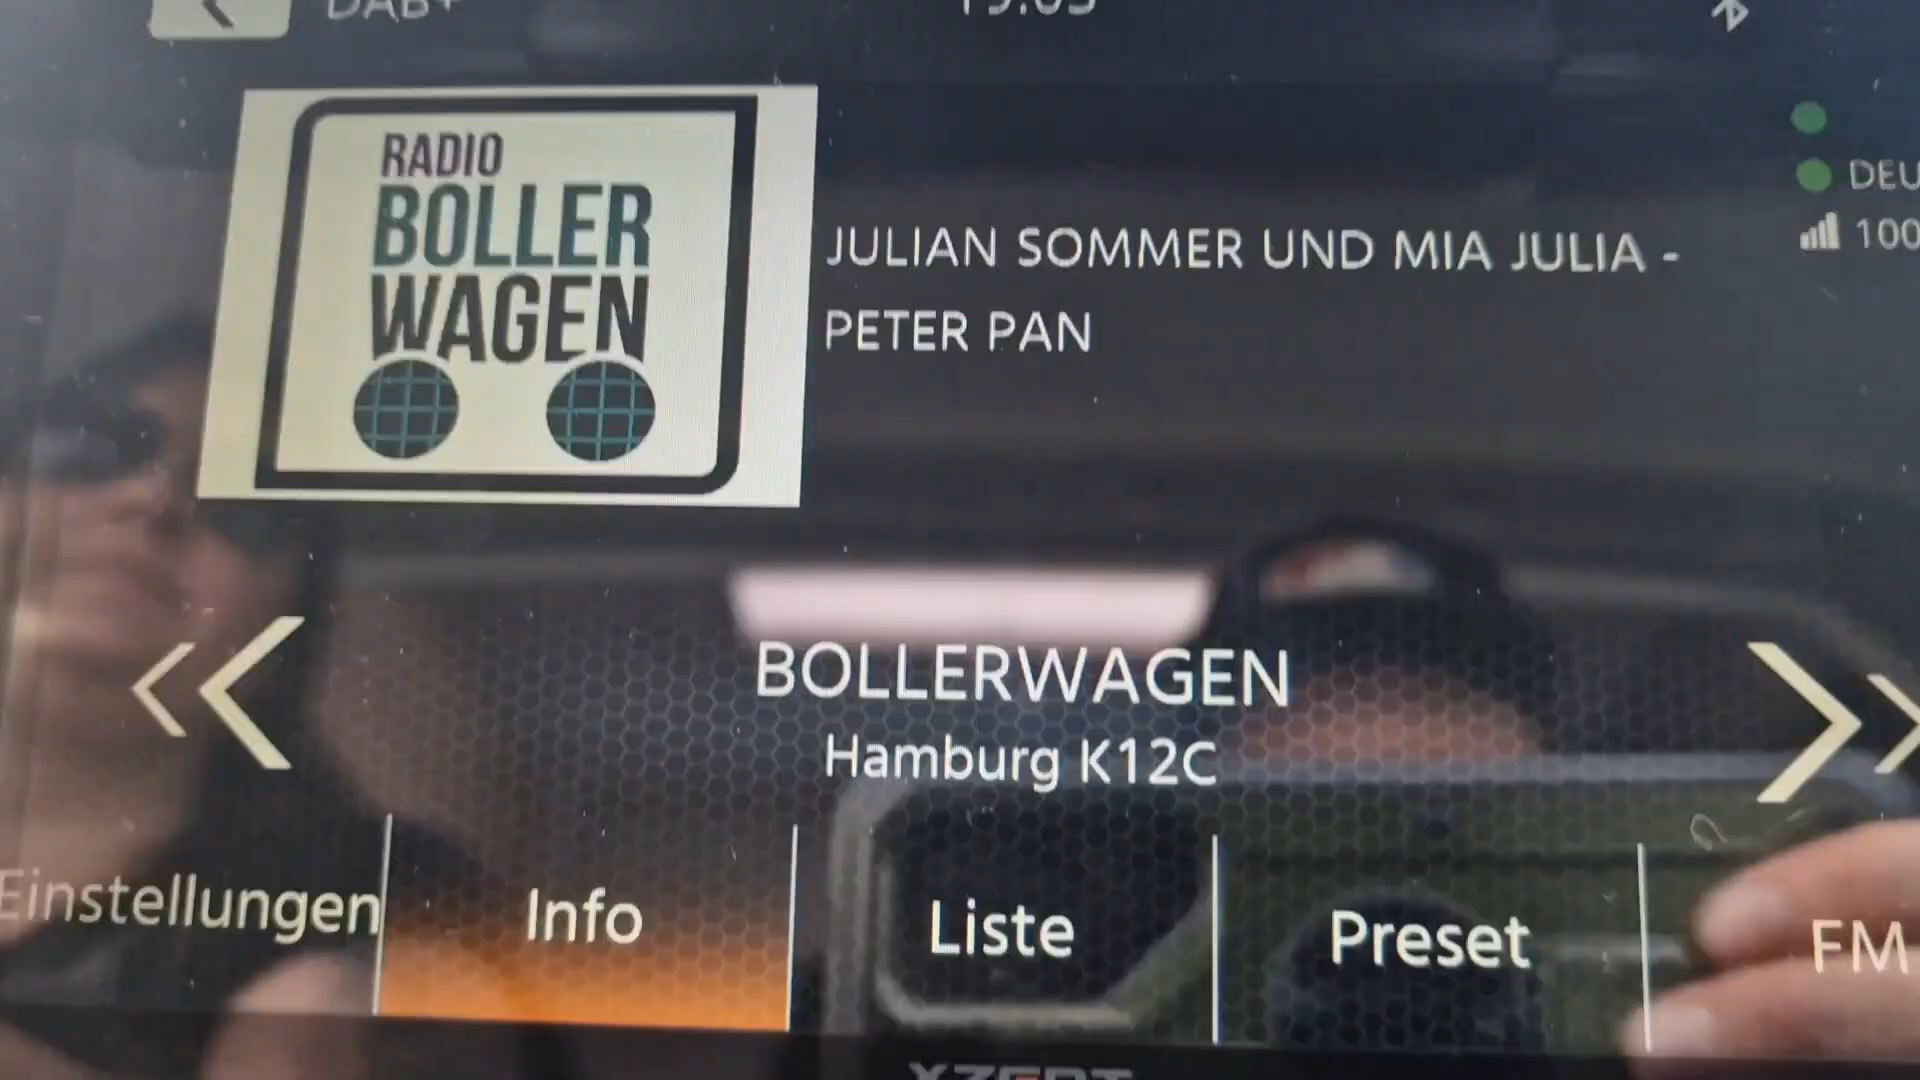 DAB+
RADIO
BOLLER
WAGEN
JULIAN SOMMER UND MIA JULIA -
PETER PAN
DEU
100
BOLLERWAGEN
Hamburg K12C
Einstellungen
Info
Liste
Preset
FM